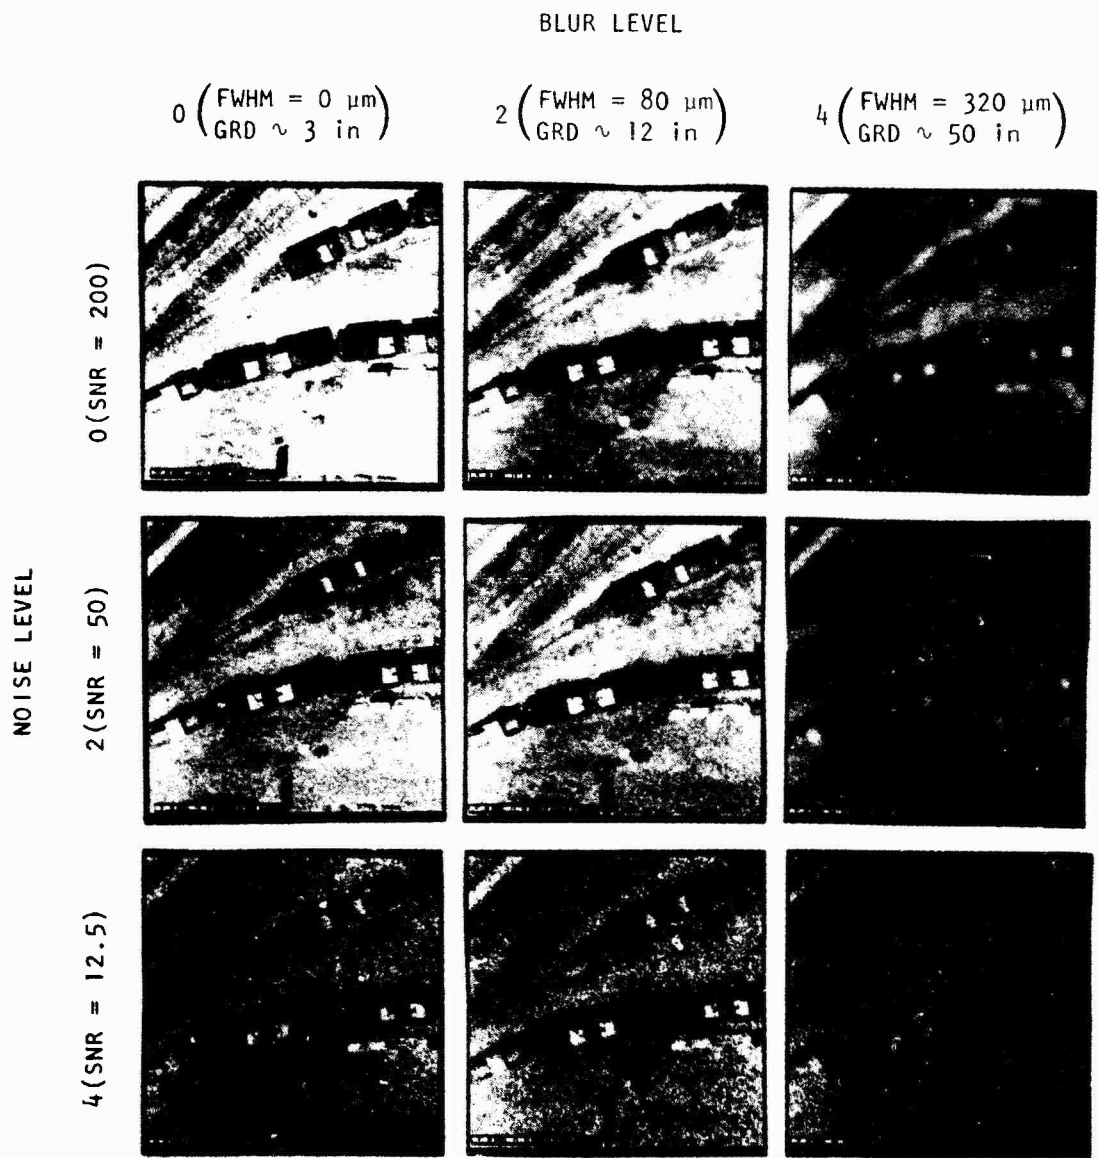 BLUR LEVEL
0 (FWHM = 0 μm)
(GRD ~ 3 in)
2 (FWHM = 80 μm)
(GRD ~ 12 in)
4 (FWHM = 320 μm)
(GRD ~ 50 in)
NOISE LEVEL
0(SNR = 200)
2(SNR = 50)
4(SNR = 12.5)